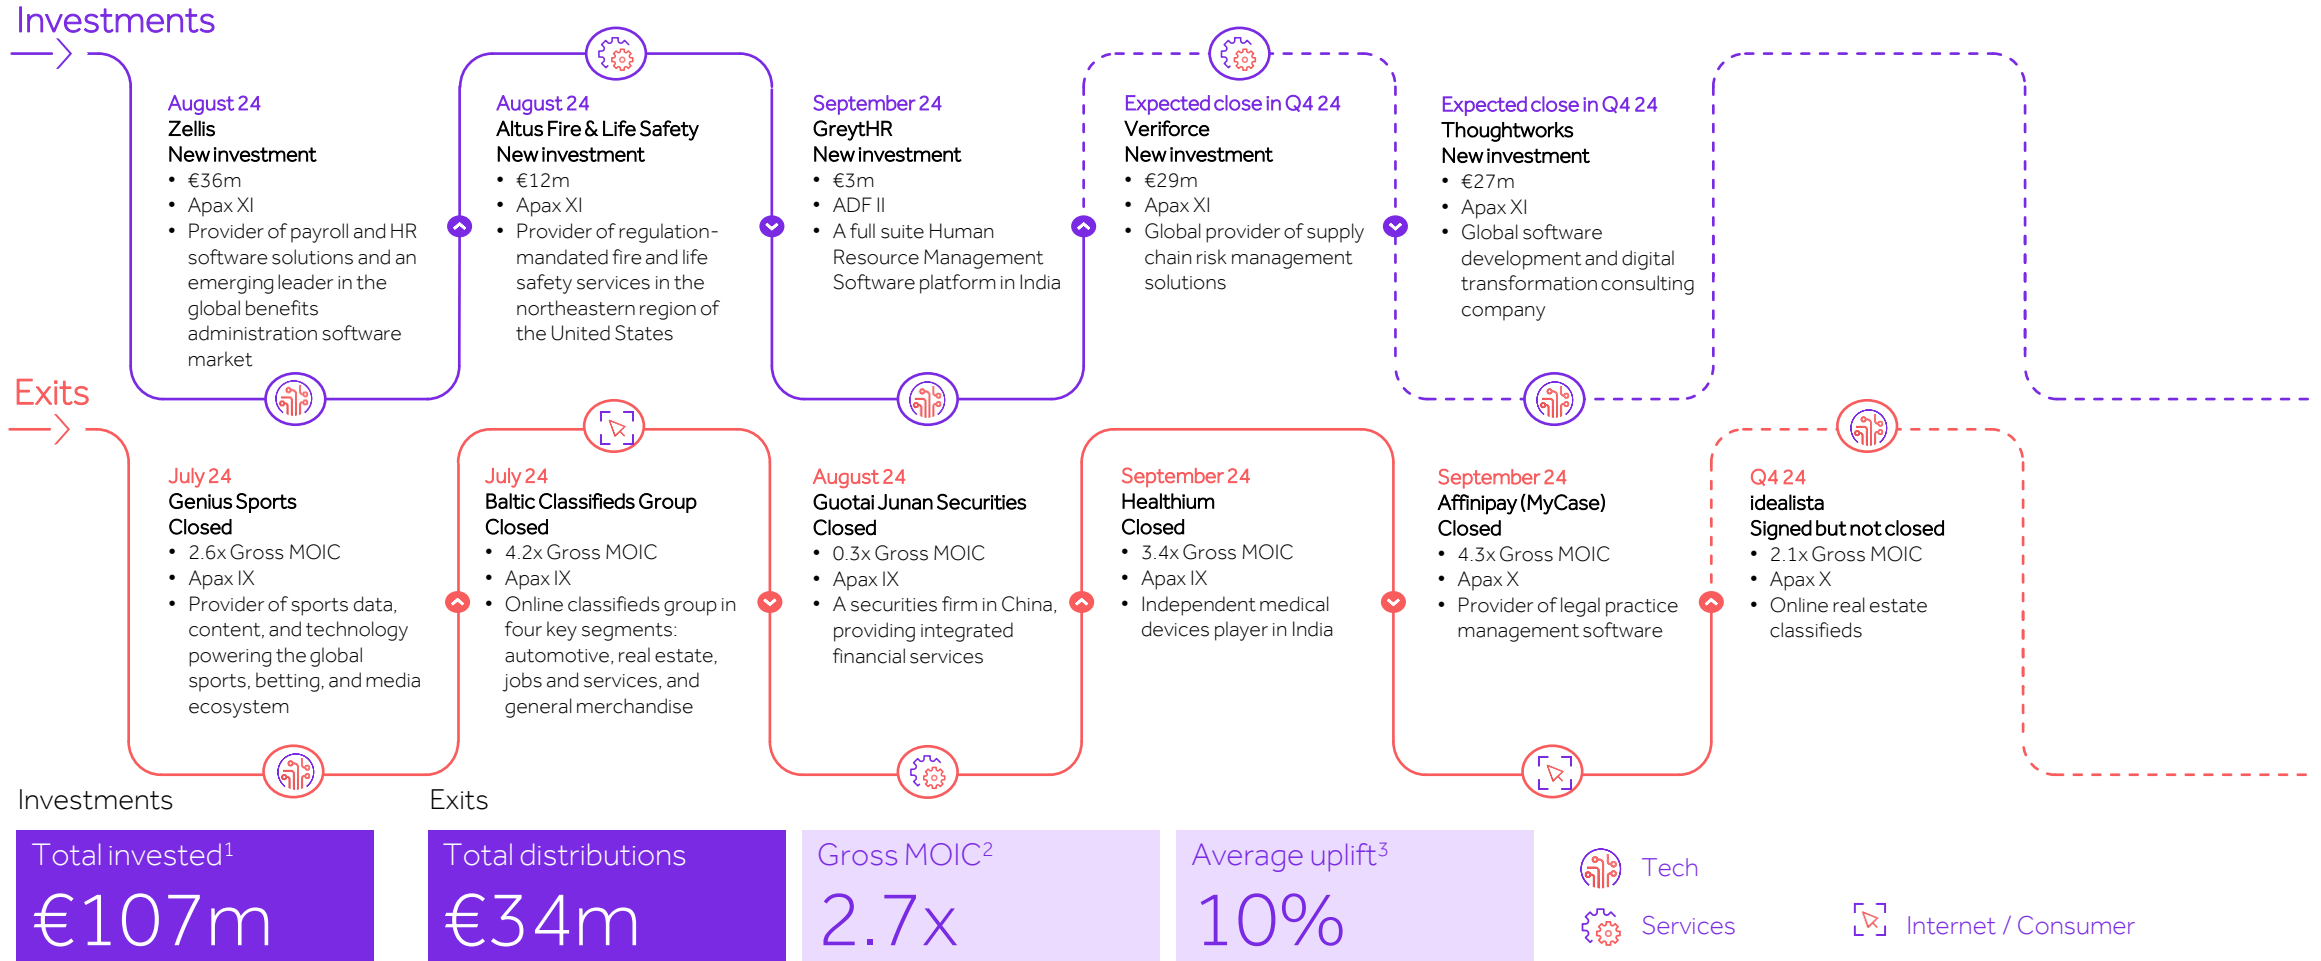 Investments
August 24
Zellis
New investment
• €36m
• Apax XI
• Provider of payroll and HR
software solutions and an
emerging leader in the
global benefits
administration software
market
August 24
Altus Fire & Life Safety
New investment
• €12m
• Apax XI
• Provider of regulation-
mandated fire and life
safety services in the
northeastern region of
the United States
September 24
GreytHR
New investment
• €3m
• ADF II
• A full suite Human
Resource Management
Software platform in India
Expected close in Q4 24
Veriforce
New investment
• €29m
• Apax XI
• Global provider of supply
chain risk management
solutions
Expected close in Q4 24
Thoughtworks
New investment
• €27m
• Apax XI
• Global software
development and digital
transformation consulting
company
Exits
July 24
Genius Sports
Closed
• 2.6x Gross MOIC
• Apax IX
• Provider of sports data,
content, and technology
powering the global
sports, betting, and media
ecosystem
July 24
Baltic Classifieds Group
Closed
• 4.2x Gross MOIC
• Apax IX
• Online classifieds group in
four key segments:
automotive, real estate,
jobs and services, and
general merchandise
August 24
Guotai Junan Securities
Closed
• 0.3x Gross MOIC
• Apax IX
• A securities firm in China,
providing integrated
financial services
September 24
Healthium
Closed
• 3.4x Gross MOIC
• Apax IX
• Independent medical
devices player in India
September 24
Affinipay (MyCase)
Closed
• 4.3x Gross MOIC
• Apax X
• Provider of legal practice
management software
Q4 24
idealista
Signed but not closed
• 2.1x Gross MOIC
• Apax X
• Online real estate
classifieds
Investments
Total invested¹
€107m
Exits
Total distributions
€34m
Gross MOIC²
2.7x
Average uplift³
10%
Tech
Services
Internet / Consumer